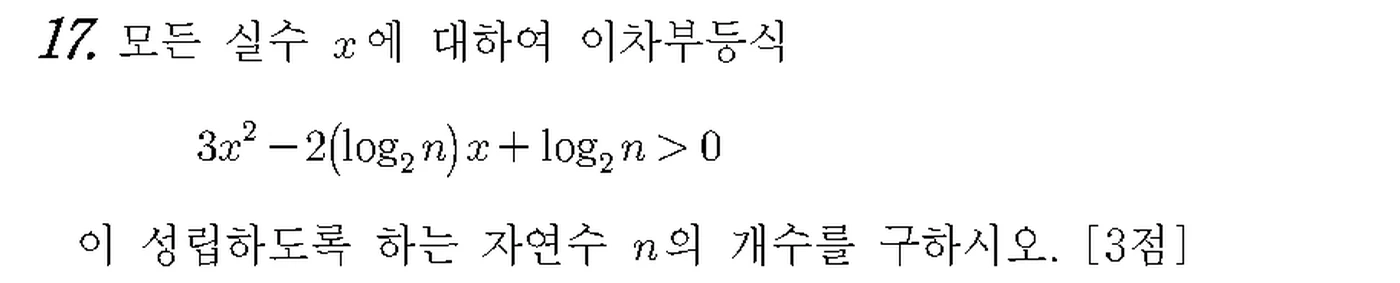 17. 모든 실수 x에 대하여 이차부등식
3x² − 2(log₂ n)x + log₂ n > 0
이 성립하도록 하는 자연수 n의 개수를 구하시오. [3점]